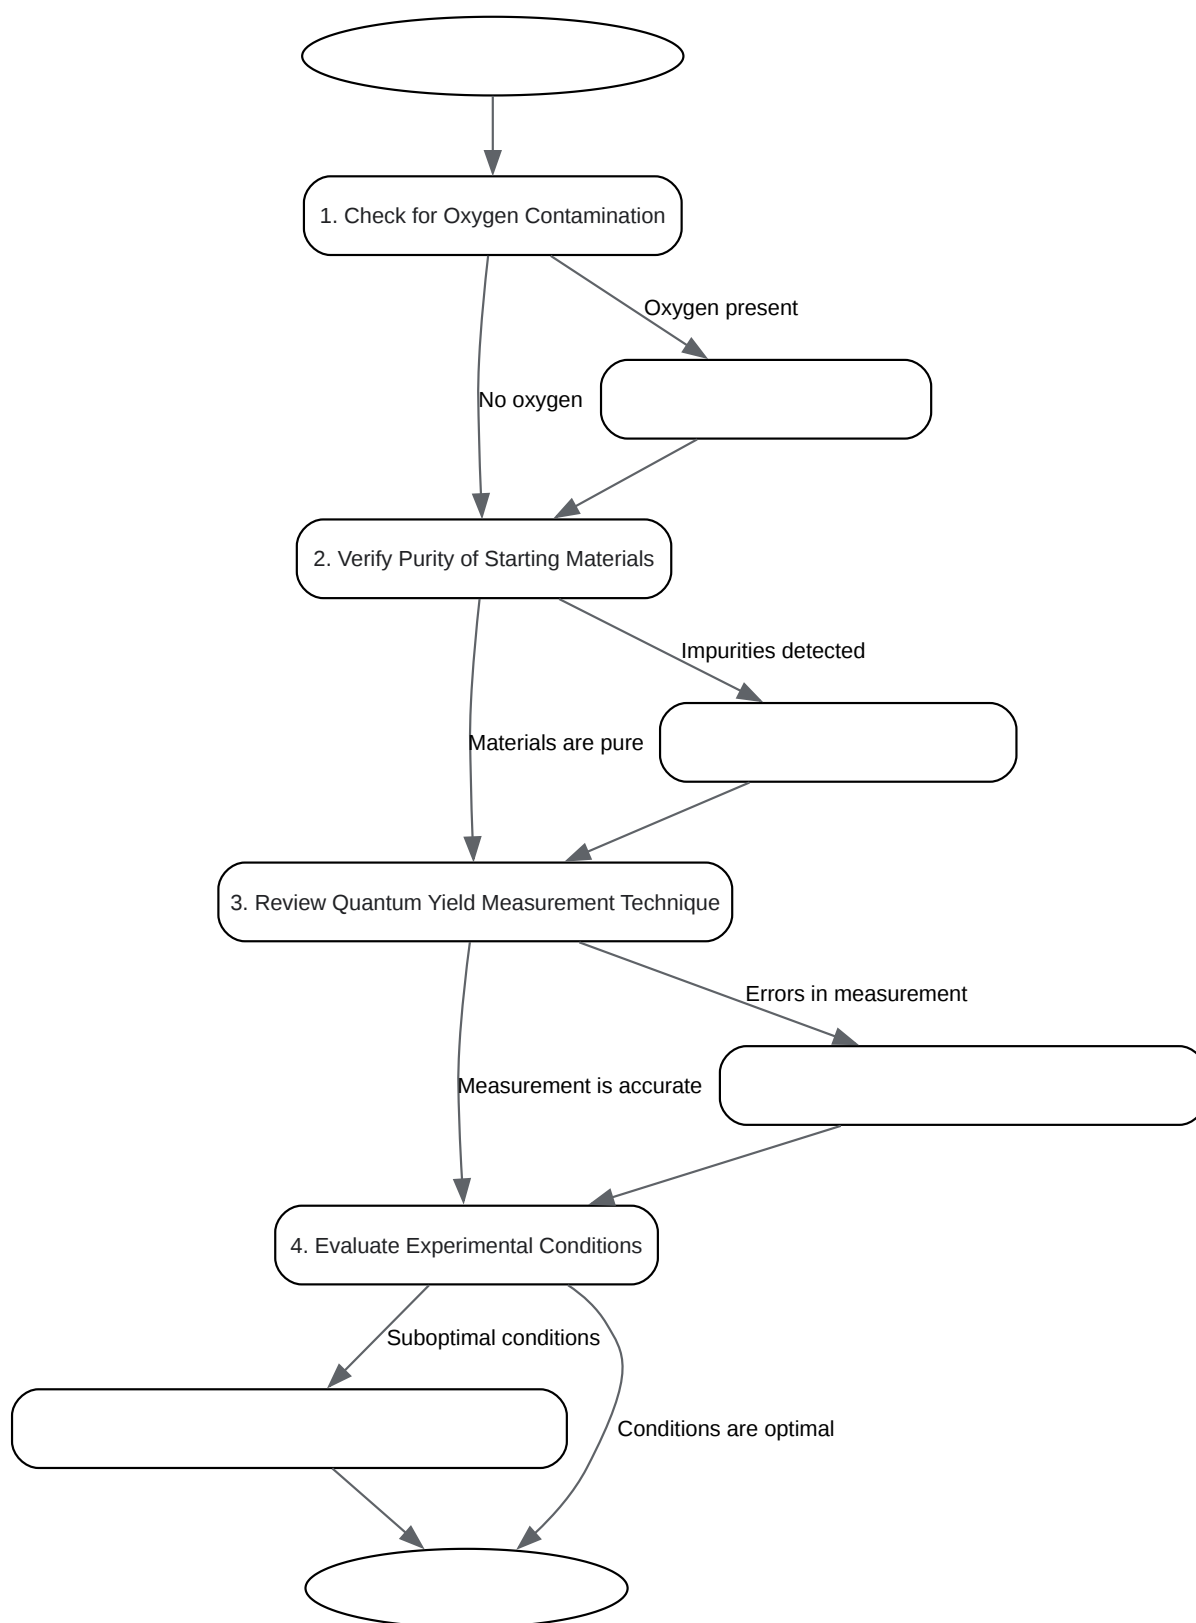 1. Check for Oxygen Contamination
Oxygen present
No oxygen
2. Verify Purity of Starting Materials
Impurities detected
Materials are pure
3. Review Quantum Yield Measurement Technique
Errors in measurement
Measurement is accurate
4. Evaluate Experimental Conditions
Suboptimal conditions
Conditions are optimal